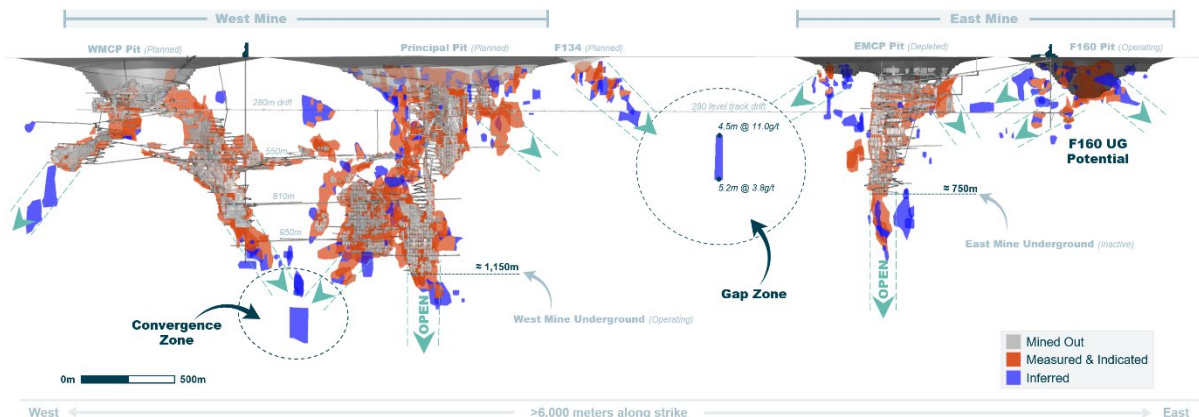 West Mine
East Mine
WMCP Pit (Planned)
Principal Pit (Planned)
F134 (Planned)
EMCP Pit (Depleted)
F160 Pit (Operating)
280m drift
280 level track drift
4.5m @ 11.0g/t
5.2m @ 3.8g/t
550m
810m
950m
F160 UG
Potential
≈ 750m
East Mine Underground (Inactive)
≈ 1,150m
West Mine Underground (Operating)
Gap Zone
Convergence
Zone
OPEN
OPEN
0m
500m
Mined Out
Measured & Indicated
Inferred
West
>6,000 meters along strike
East